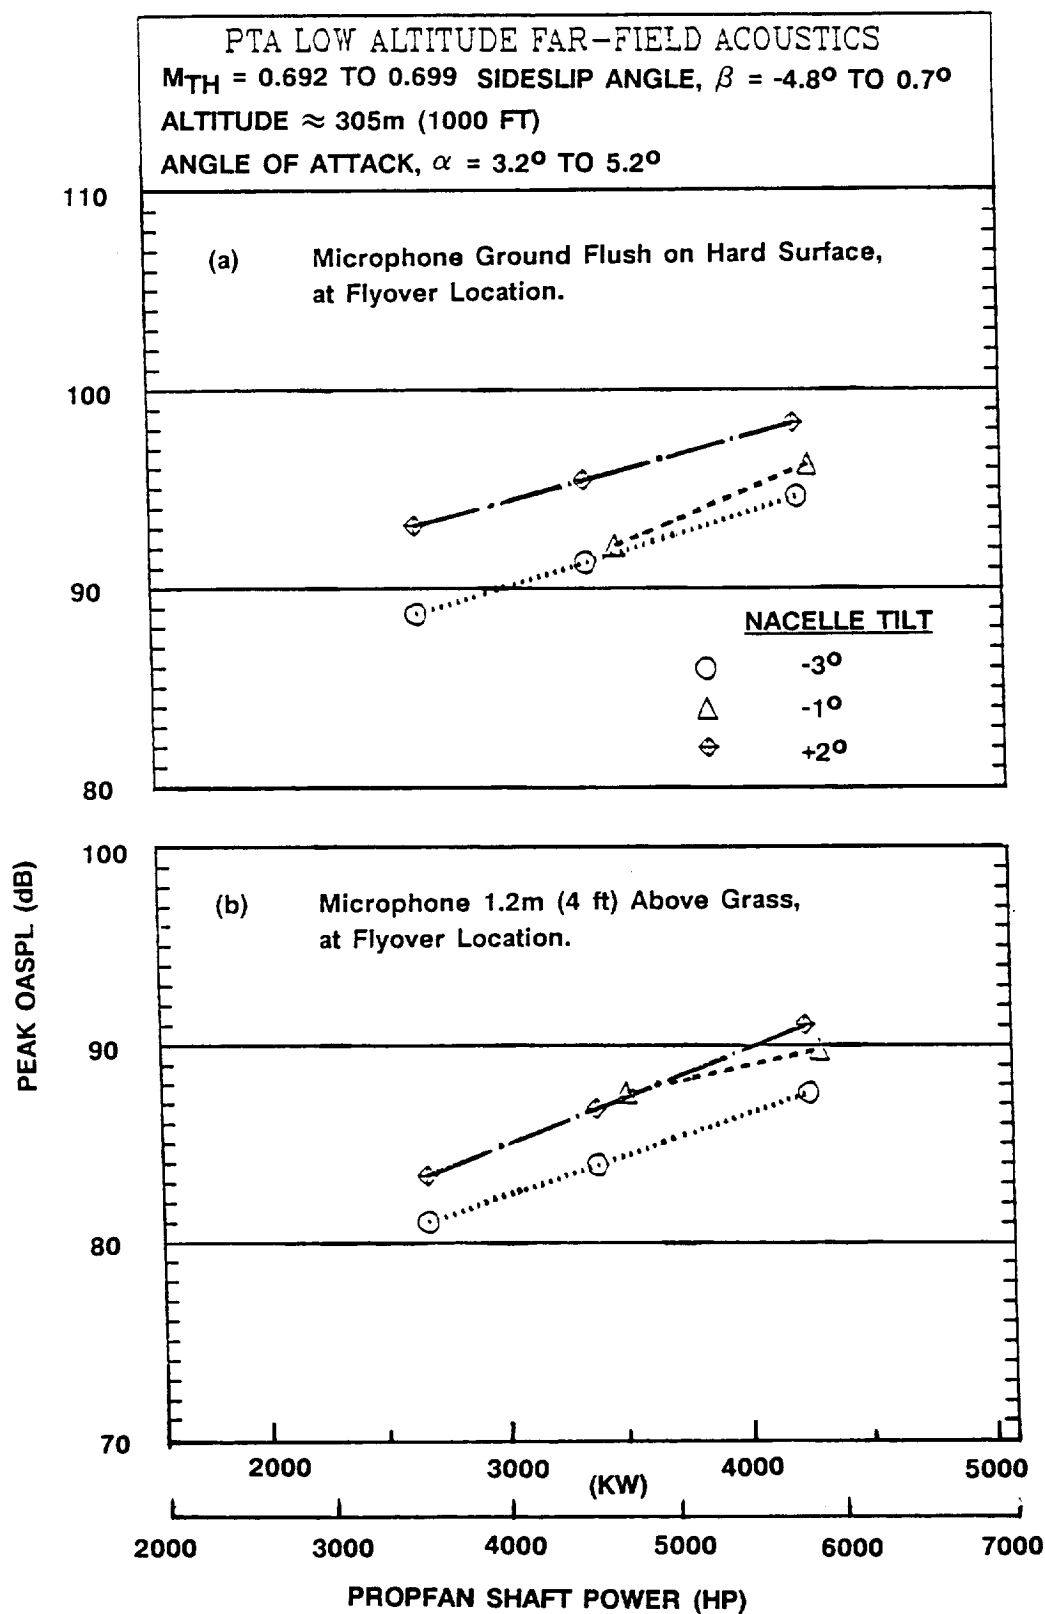 PTA LOW ALTITUDE FAR-FIELD ACOUSTICS
MTH = 0.692 TO 0.699 SIDESLIP ANGLE, β = -4.8° TO 0.7°
ALTITUDE ≈ 305m (1000 FT)
ANGLE OF ATTACK, α = 3.2° TO 5.2°
110
(a) Microphone Ground Flush on Hard Surface,
at Flyover Location.
100
90
NACELLE TILT
-3°
-1°
+2°
80
PEAK OASPL (dB)
100
(b) Microphone 1.2m (4 ft) Above Grass,
at Flyover Location.
90
80
70
2000 3000 4000 5000
(KW)
2000 3000 4000 5000 6000 7000
PROPFAN SHAFT POWER (HP)